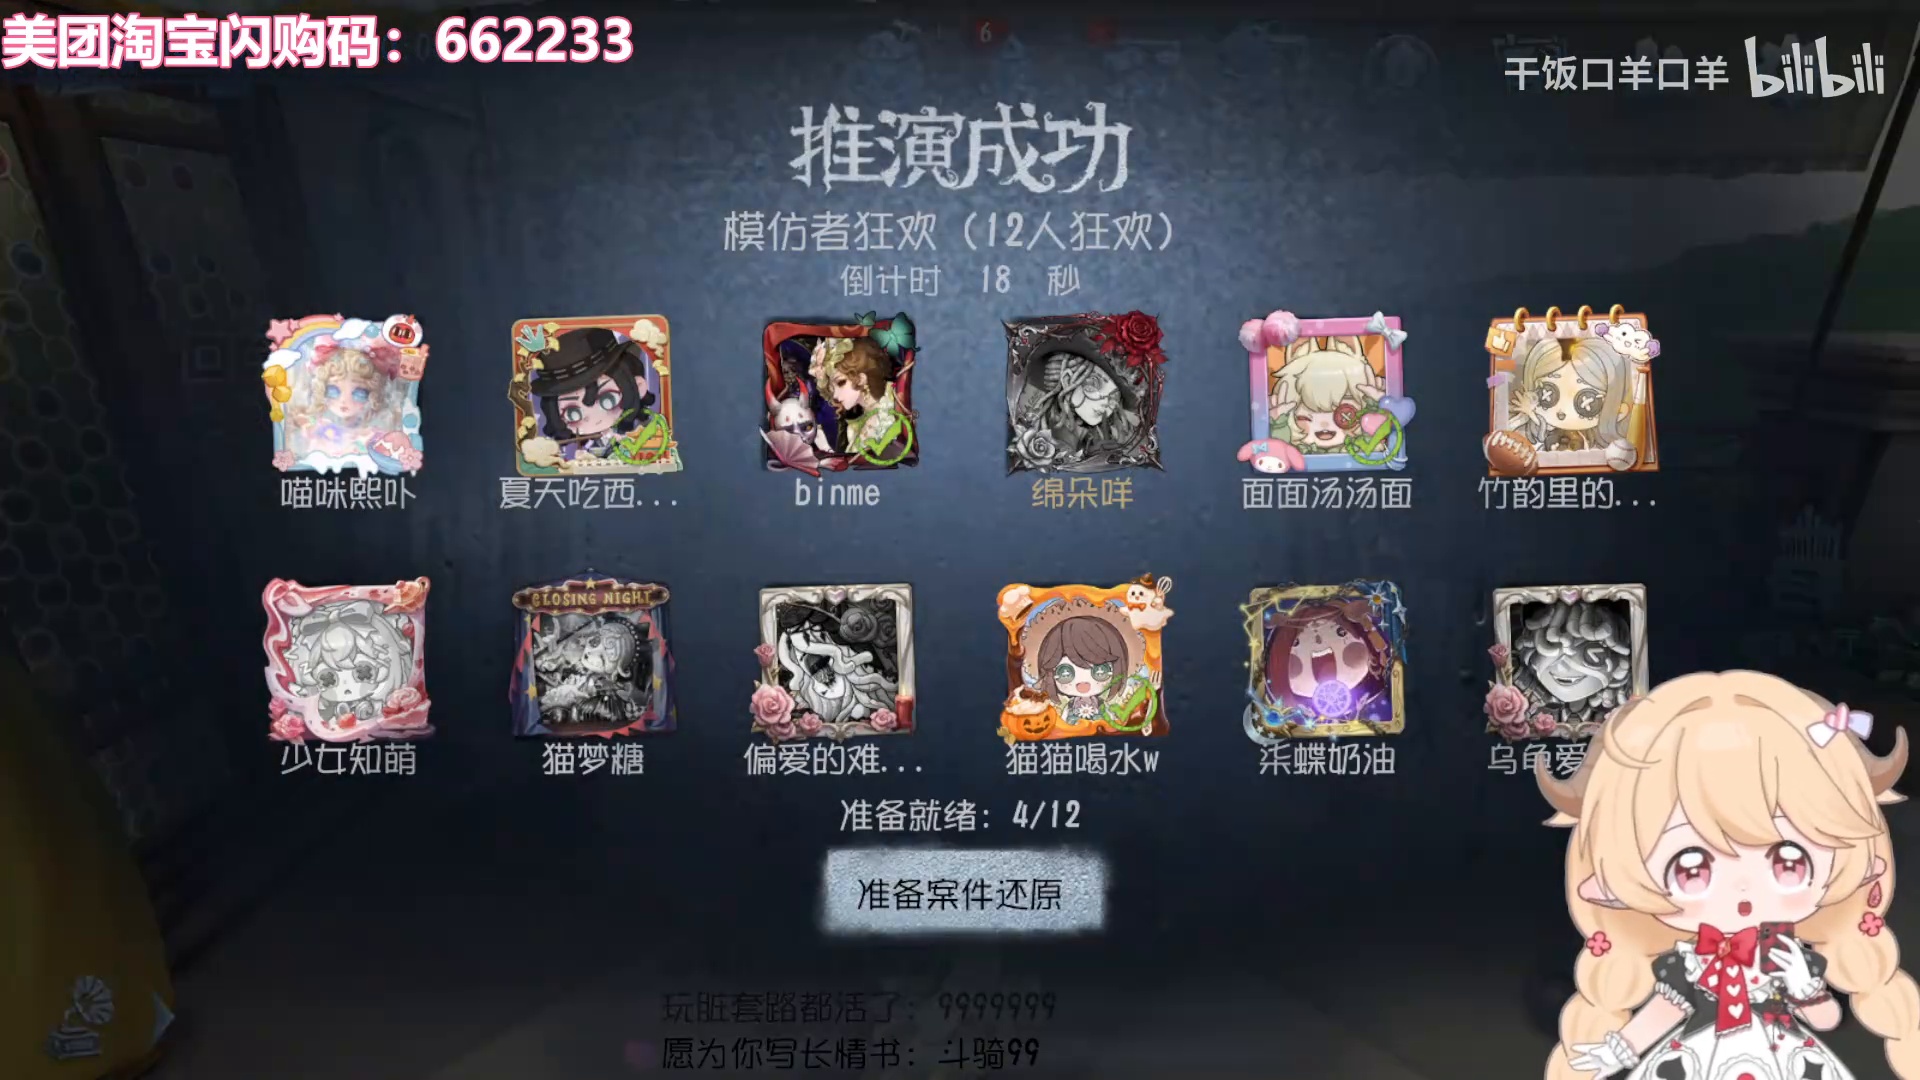 美团淘宝闪购码：662233
干饭口羊口羊 bilibili
推演成功
模仿者狂欢（12人狂欢）
倒计时 18 秒
喵咪熙卟 夏天吃西... binme 绵朵咩 面面汤汤面 竹韵里的...
CLOSING NIGHT
少女知萌 猫梦糖 偏爱的难... 猫猫喝水w 柒蝶奶油 乌龟爱
准备就绪：4/12
准备案件还原
玩脏套路都活了：9999999
愿为你写长情书：斗骑99